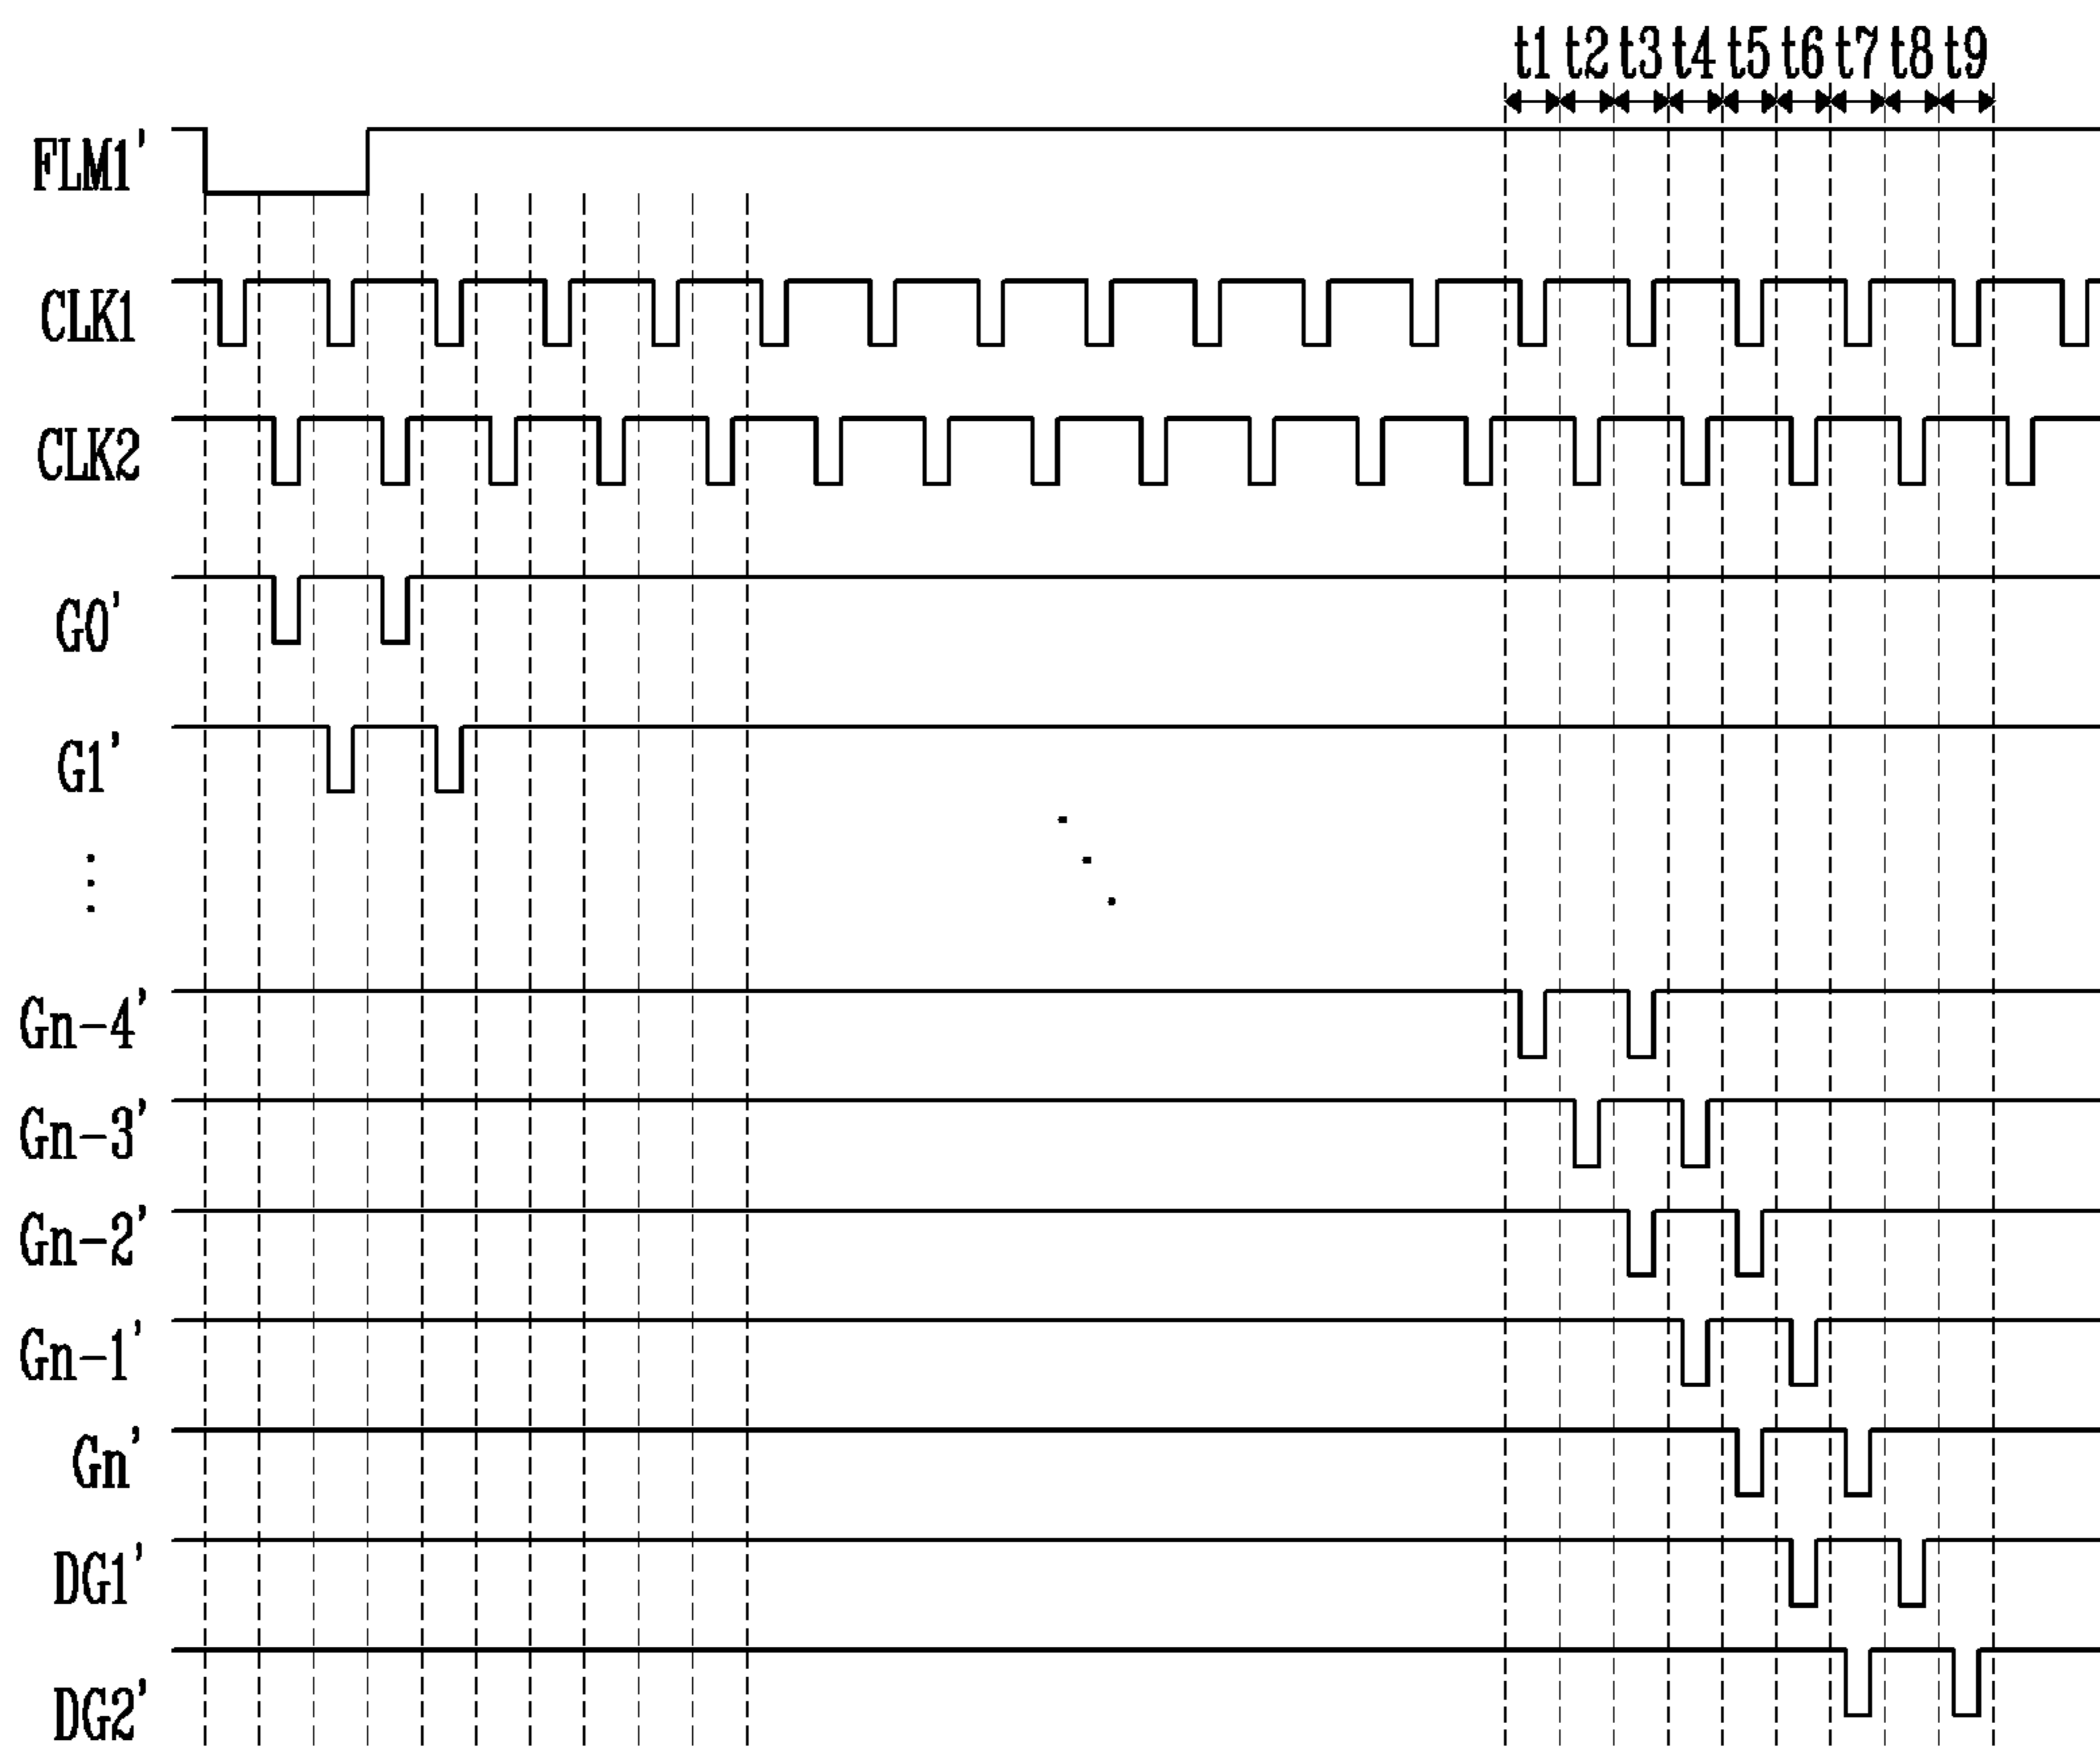 t1 t2 t3 t4 t5 t6 t7 t8 t9
FLM1'
CLK1
CLK2
G0'
G1'
Gn-4'
Gn-3'
Gn-2'
Gn-1'
Gn'
DG1'
DG2'